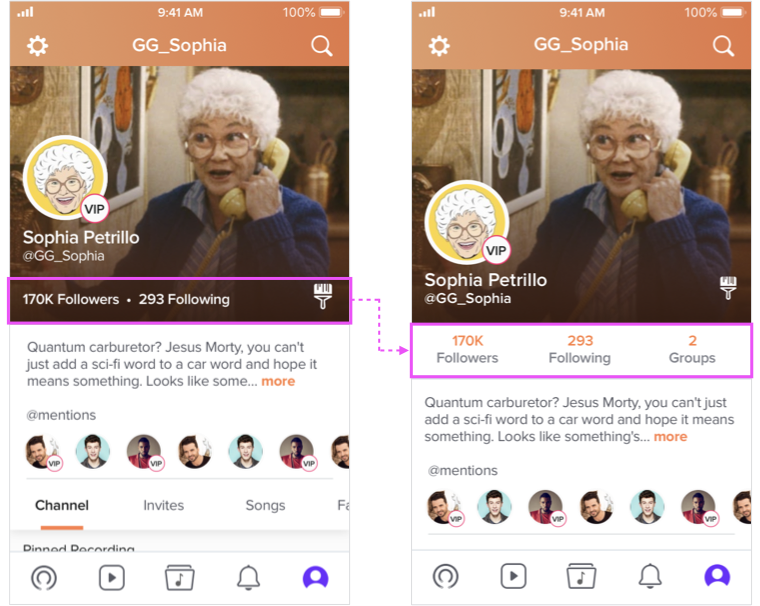 9:41 AM 100%
GG_Sophia
VIP
Sophia Petrillo
@GG_Sophia
170K Followers • 293 Following
Quantum carburetor? Jesus Morty, you can't
just add a sci-fi word to a car word and hope it
means something. Looks like some... more
@mentions
VIP VIP VIP
Channel Invites Songs Fa
Pinned Recording
9:41 AM 100%
GG_Sophia
VIP
Sophia Petrillo
@GG_Sophia
170K 293 2
Followers Following Groups
Quantum carburetor? Jesus Morty, you can't just
add a sci-fi word to a car word and hope it means
something. Looks like something's... more
@mentions
VIP VIP VIP